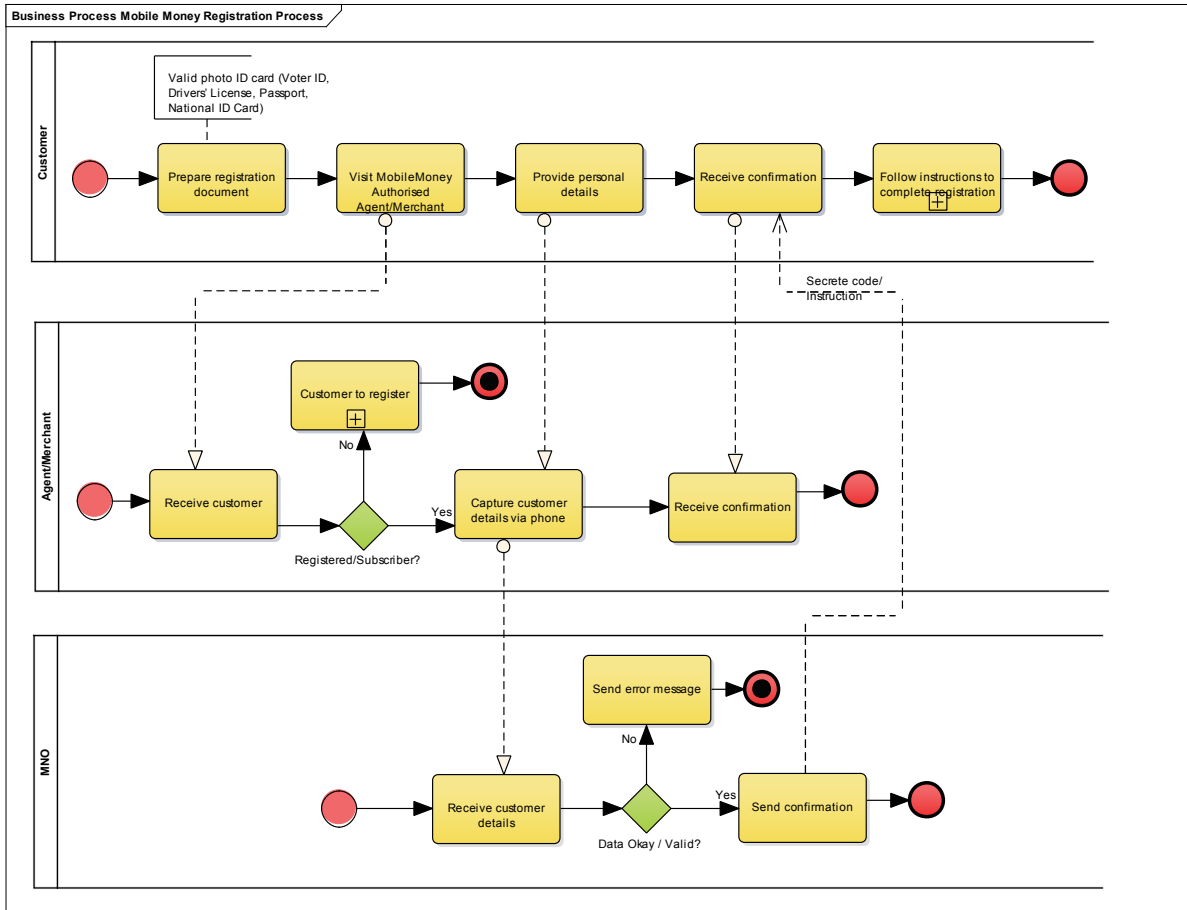 Business Process Mobile Money Registration Process
Customer
Valid photo ID card (Voter ID,
Drivers' License, Passport,
National ID Card)
Prepare registration
document
Visit MobileMoney
Authorised
Agent/Merchant
Provide personal
details
Receive confirmation
Follow instructions to
complete registration
Secrete code/
Instruction
Agent/Merchant
Customer to register
No
Receive customer
Registered/Subscriber?
Yes
Capture customer
details via phone
Receive confirmation
MNO
Send error message
No
Receive customer
details
Data Okay / Valid?
Yes
Send confirmation